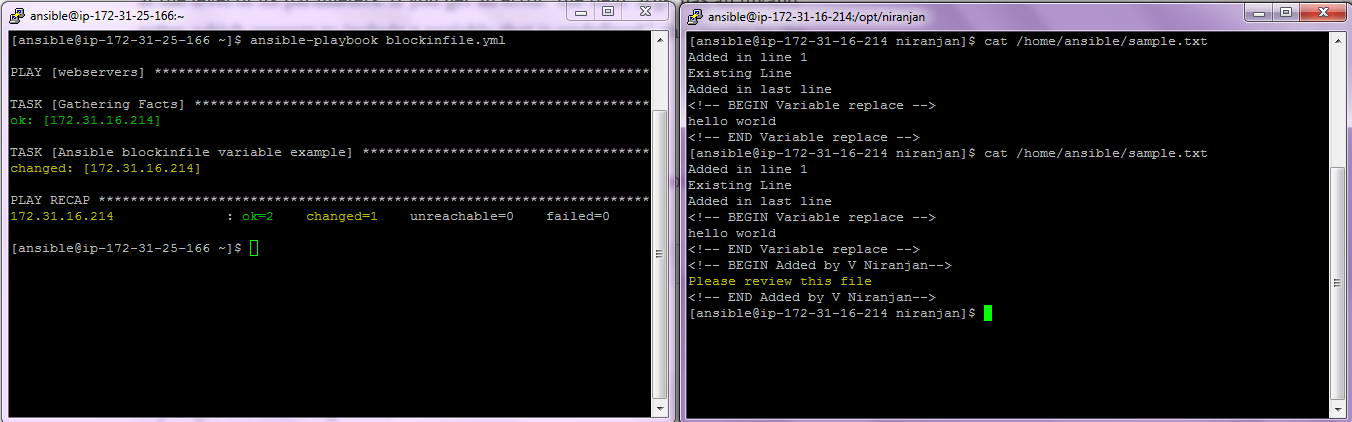 ansible@ip-172-31-25-166:~
[ansible@ip-172-31-25-166 ~]$ ansible-playbook blockinfile.yml
PLAY [webservers] **************************************************************
TASK [Gathering Facts] *********************************************************
ok: [172.31.16.214]
TASK [Ansible blockinfile variable example] ************************************
changed: [172.31.16.214]
PLAY RECAP *********************************************************************
172.31.16.214 : ok=2 changed=1 unreachable=0 failed=0
[ansible@ip-172-31-25-166 ~]$
ansible@ip-172-31-16-214:/opt/niranjan
[ansible@ip-172-31-16-214 niranjan]$ cat /home/ansible/sample.txt
Added in line 1
Existing Line
Added in last line
<!-- BEGIN Variable replace -->
hello world
<!-- END Variable replace -->
[ansible@ip-172-31-16-214 niranjan]$ cat /home/ansible/sample.txt
Added in line 1
Existing Line
Added in last line
<!-- BEGIN Variable replace -->
hello world
<!-- END Variable replace -->
<!-- BEGIN Added by V Niranjan-->
Please review this file
<!-- END Added by V Niranjan-->
[ansible@ip-172-31-16-214 niranjan]$